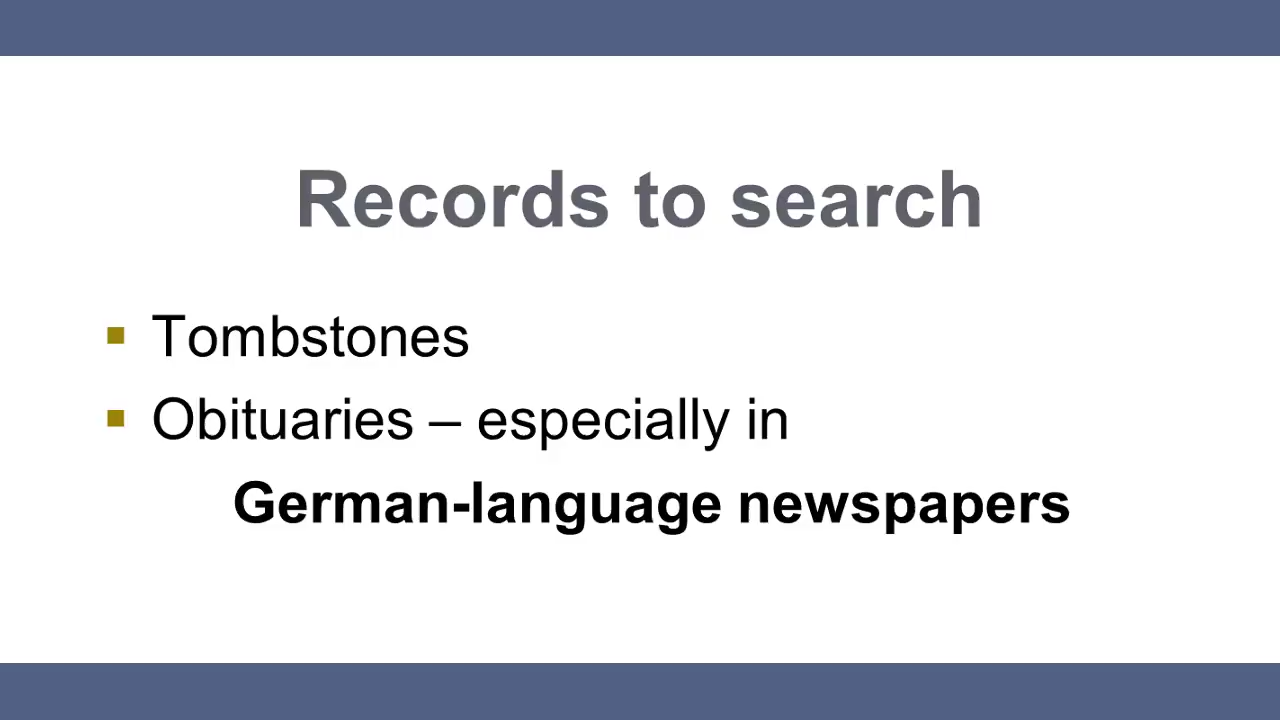 Records to search
▪ Tombstones
▪ Obituaries – especially in
German-language newspapers